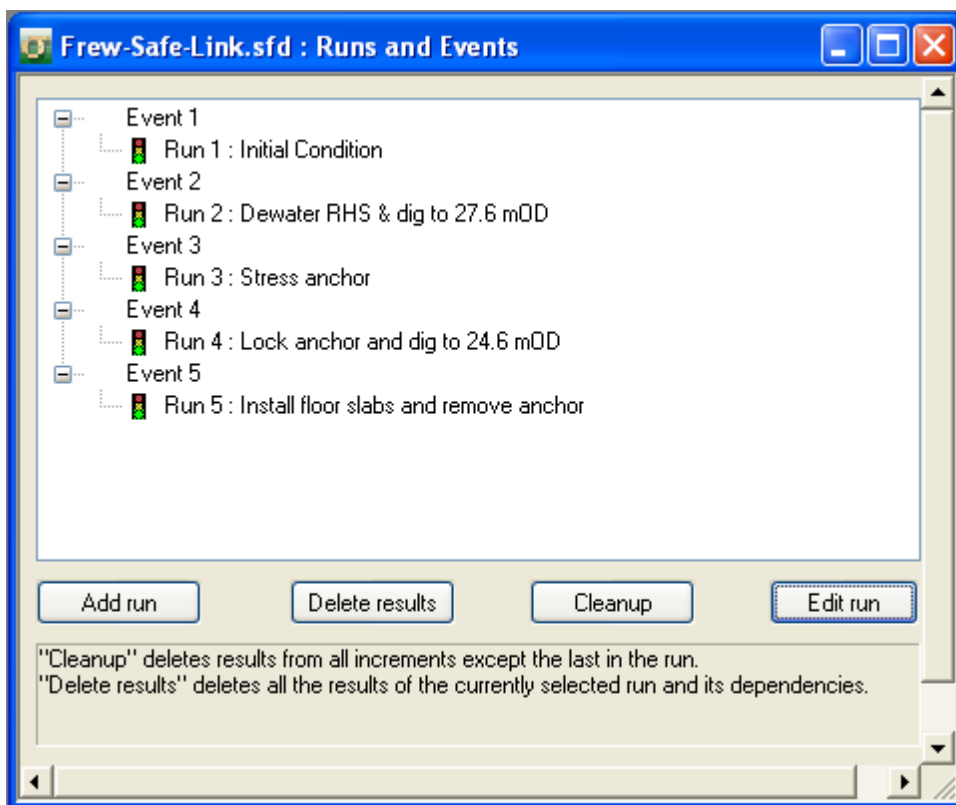 Frew-Safe-Link.sfd : Runs and Events
Event 1
Run 1 : Initial Condition
Event 2
Run 2 : Dewater RHS & dig to 27.6 mOD
Event 3
Run 3 : Stress anchor
Event 4
Run 4 : Lock anchor and dig to 24.6 mOD
Event 5
Run 5 : Install floor slabs and remove anchor
Add run Delete results Cleanup Edit run
"Cleanup" deletes results from all increments except the last in the run.
"Delete results" deletes all the results of the currently selected run and its dependencies.